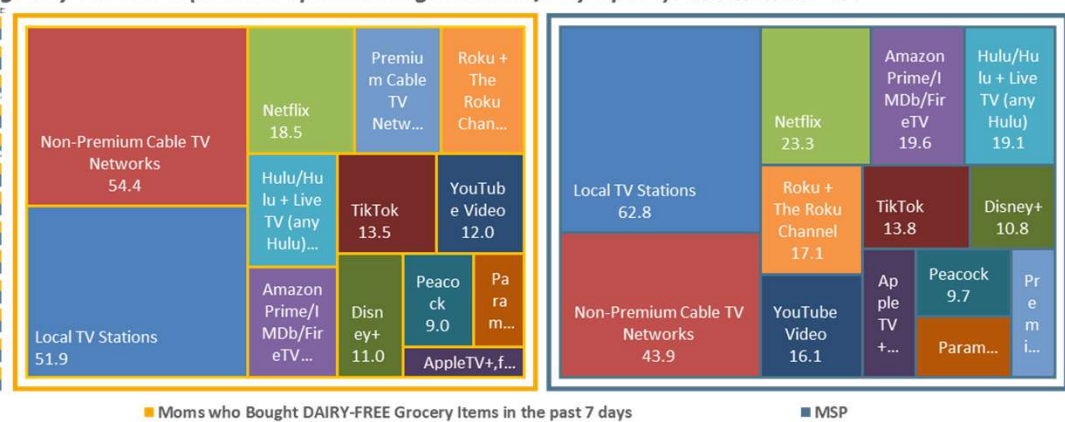 Non-Premium Cable TV
Networks
54.4
Local TV Stations
51.9
Netflix
18.5
Premiu
m Cable
TV
Netw...
Roku +
The
Roku
Chan...
Hulu/Hu
lu + Live
TV (any
Hulu)...
TikTok
13.5
YouTub
e Video
12.0
Amazon
Prime/I
MDb/Fir
eTV...
Disn
ey+
11.0
Peaco
ck
9.0
Pa
ra
m...
AppleTV+,f...
Local TV Stations
62.8
Non-Premium Cable TV
Networks
43.9
Netflix
23.3
Amazon
Prime/I
MDb/Fir
eTV
19.6
Hulu/Hu
lu + Live
TV (any
Hulu)
19.1
Roku +
The Roku
Channel
17.1
TikTok
13.8
Disney+
10.8
YouTube
Video
16.1
Ap
ple
TV
+...
Peacock
9.7
Param...
Pr
e
m
i...
Moms who Bought DAIRY-FREE Grocery Items in the past 7 days
MSP